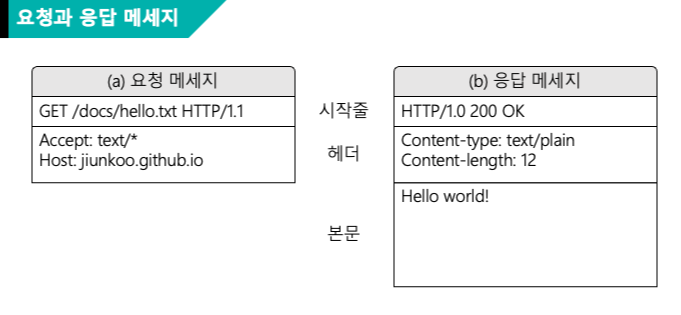 요청과 응답 메세지
(a) 요청 메세지
GET /docs/hello.txt HTTP/1.1
Accept: text/*
Host: jiunkoo.github.io
시작줄
헤더
본문
(b) 응답 메세지
HTTP/1.0 200 OK
Content-type: text/plain
Content-length: 12
Hello world!